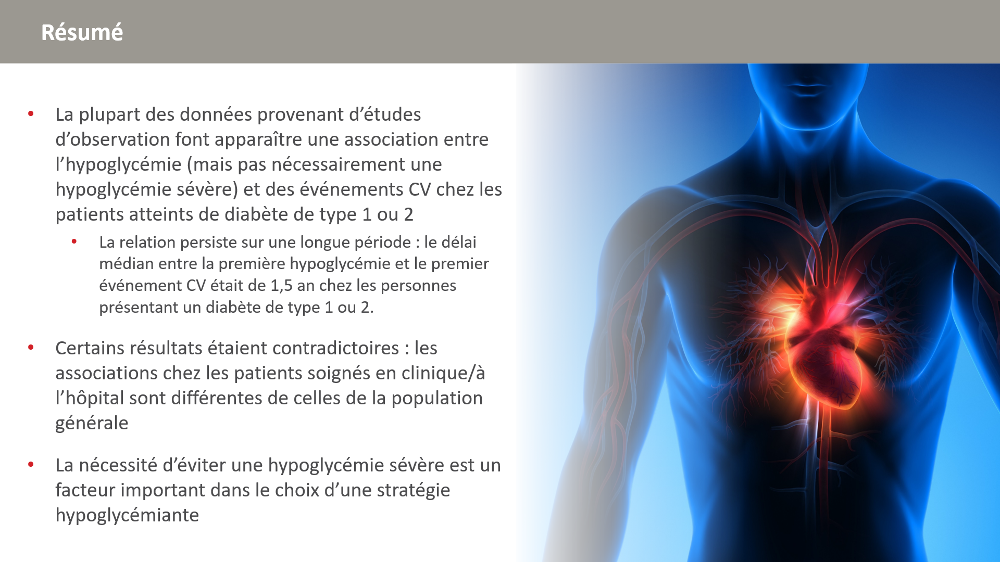 Résumé
• La plupart des données provenant d’études
d’observation font apparaître une association entre
l’hypoglycémie (mais pas nécessairement une
hypoglycémie sévère) et des événements CV chez les
patients atteints de diabète de type 1 ou 2
• La relation persiste sur une longue période : le délai
médian entre la première hypoglycémie et le premier
événement CV était de 1,5 an chez les personnes
présentant un diabète de type 1 ou 2.
• Certains résultats étaient contradictoires : les
associations chez les patients soignés en clinique/à
l’hôpital sont différentes de celles de la population
générale
• La nécessité d’éviter une hypoglycémie sévère est un
facteur important dans le choix d’une stratégie
hypoglycémiante